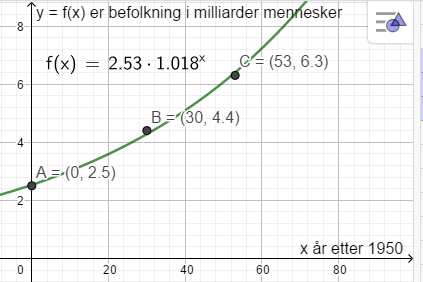 y = f(x) er befolkning i milliarder mennesker
8
f(x) = 2.53 · 1.018ˣ
C = (53, 6.3)
6
B = (30, 4.4)
4
A = (0, 2.5)
2
x år etter 1950
0 20 40 60 80